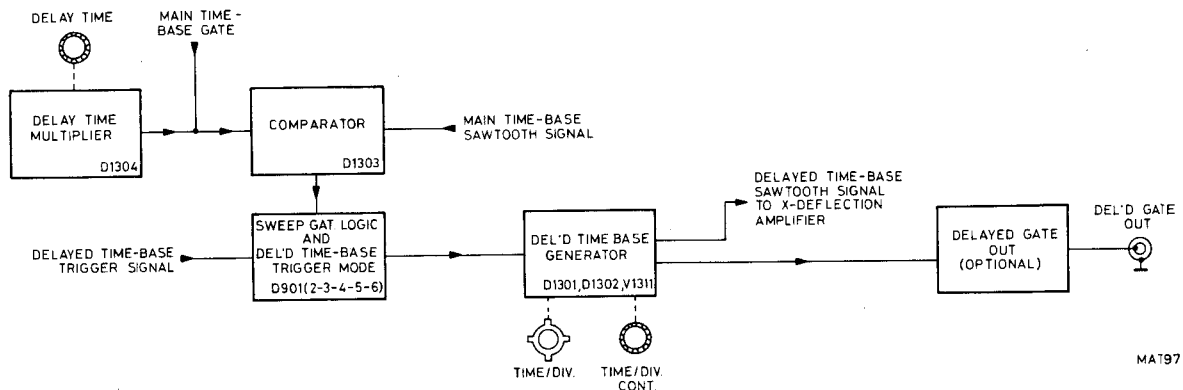 DELAY TIME
MAIN TIME-
BASE GATE
DELAY TIME
MULTIPLIER
D1304
COMPARATOR
D1303
MAIN TIME-BASE
SAWTOOTH SIGNAL
DELAYED TIME-BASE
TRIGGER SIGNAL
SWEEP GAT LOGIC
AND
DEL'D TIME-BASE
TRIGGER MODE
D901(2-3-4-5-6)
DEL'D TIME BASE
GENERATOR
D1301,D1302,V1311
TIME/DIV.
TIME/DIV.
CONT.
DELAYED TIME-BASE
SAWTOOTH SIGNAL
TO X-DEFLECTION
AMPLIFIER
DELAYED GATE
OUT
(OPTIONAL)
DEL'D GATE
OUT
MAT97